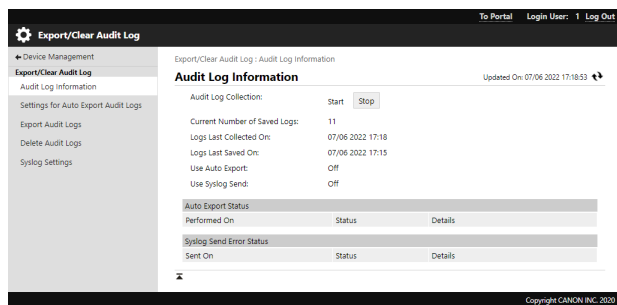 To Portal Login User: 1 Log Out
Export/Clear Audit Log
Device Management
Export/Clear Audit Log
Audit Log Information
Settings for Auto Export Audit Logs
Export Audit Logs
Delete Audit Logs
Syslog Settings
Export/Clear Audit Log : Audit Log Information
Audit Log Information
Updated On: 07/06 2022 17:18:53
Audit Log Collection: Start Stop
Current Number of Saved Logs: 11
Logs Last Collected On: 07/06 2022 17:18
Logs Last Saved On: 07/06 2022 17:15
Use Auto Export: Off
Use Syslog Send: Off
Auto Export Status
Performed On Status Details
Syslog Send Error Status
Sent On Status Details
Copyright CANON INC. 2020